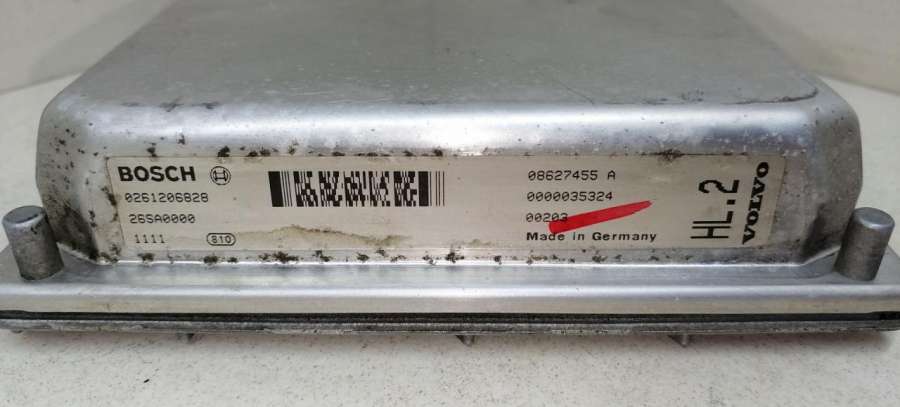 BOSCH
0261206828
26SA0000
1111 810
08627455 A
0000035324
00203
Made in Germany
HL.2
VOLVO